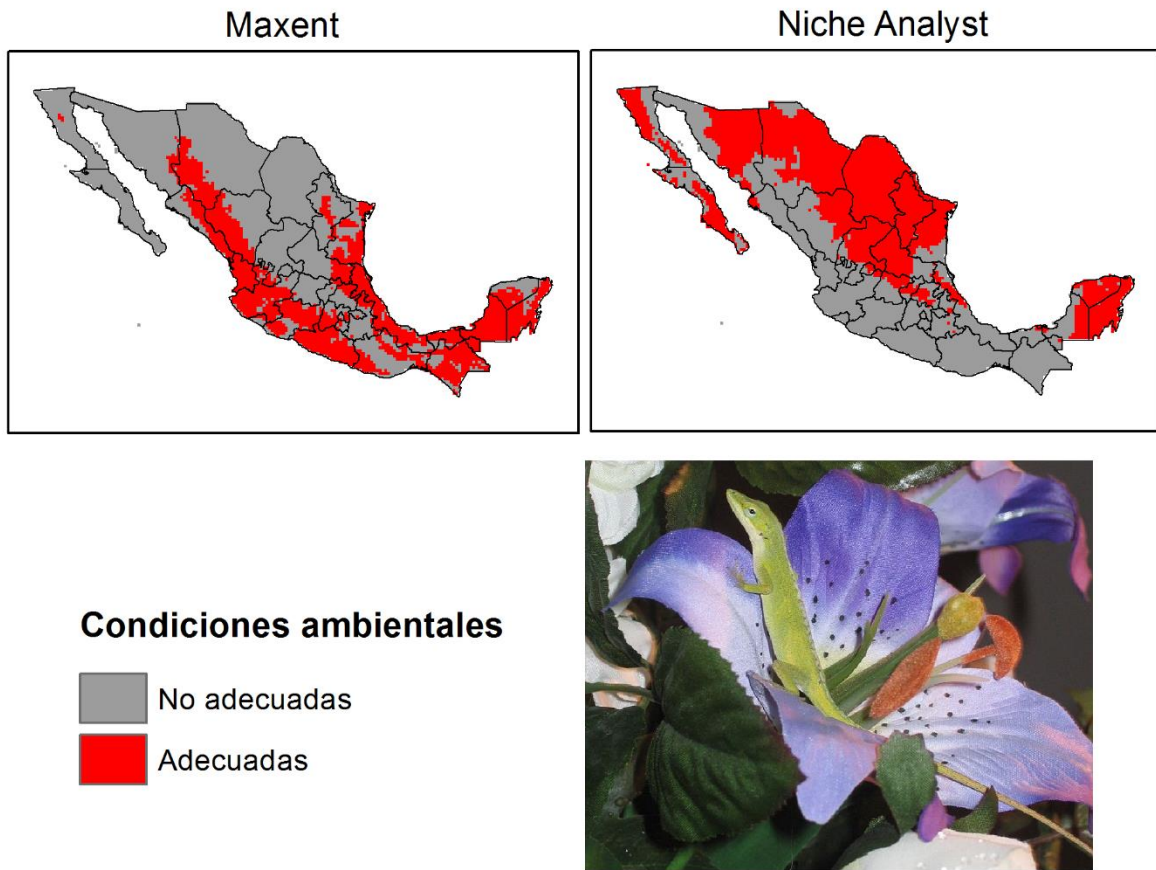 Maxent
Niche Analyst
Condiciones ambientales
No adecuadas
Adecuadas